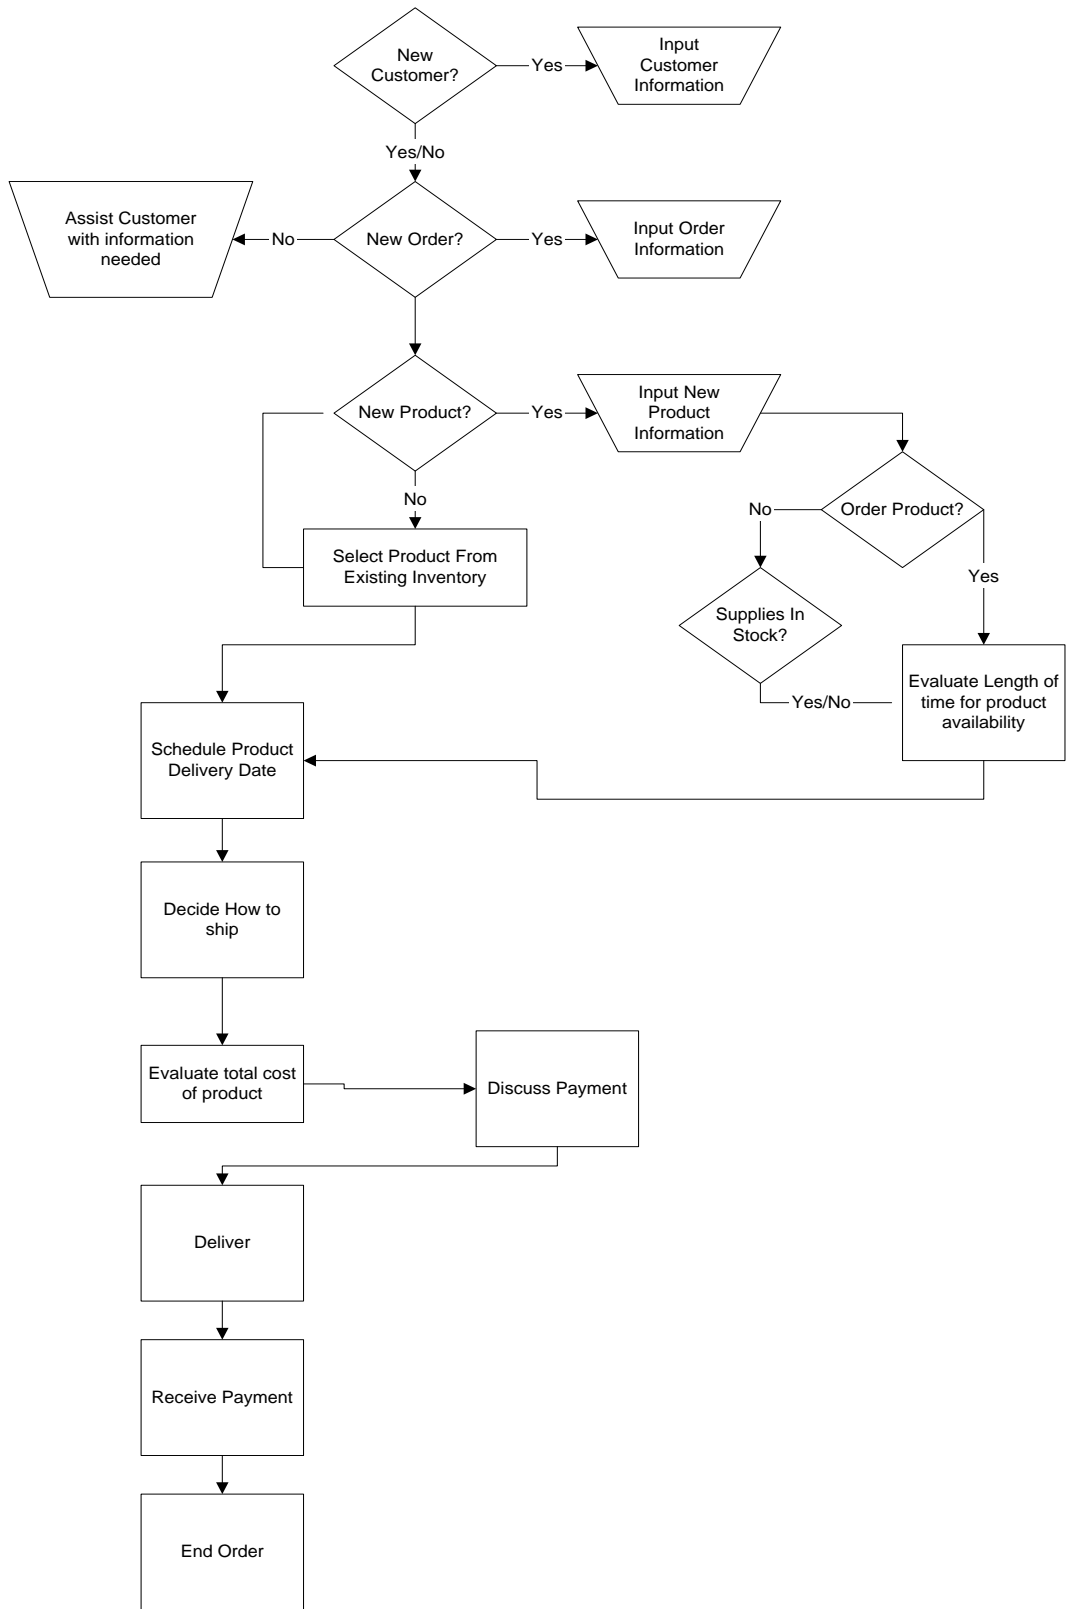 New
Customer?
Yes
Input
Customer
Information
Yes/No
Assist Customer
with information
needed
No
New Order?
Yes
Input Order
Information
New Product?
Yes
Input New
Product
Information
No
Select Product From
Existing Inventory
Order Product?
No
Yes
Supplies In
Stock?
Yes/No
Evaluate Length of
time for product
availability
Schedule Product
Delivery Date
Decide How to
ship
Evaluate total cost
of product
Discuss Payment
Deliver
Receive Payment
End Order